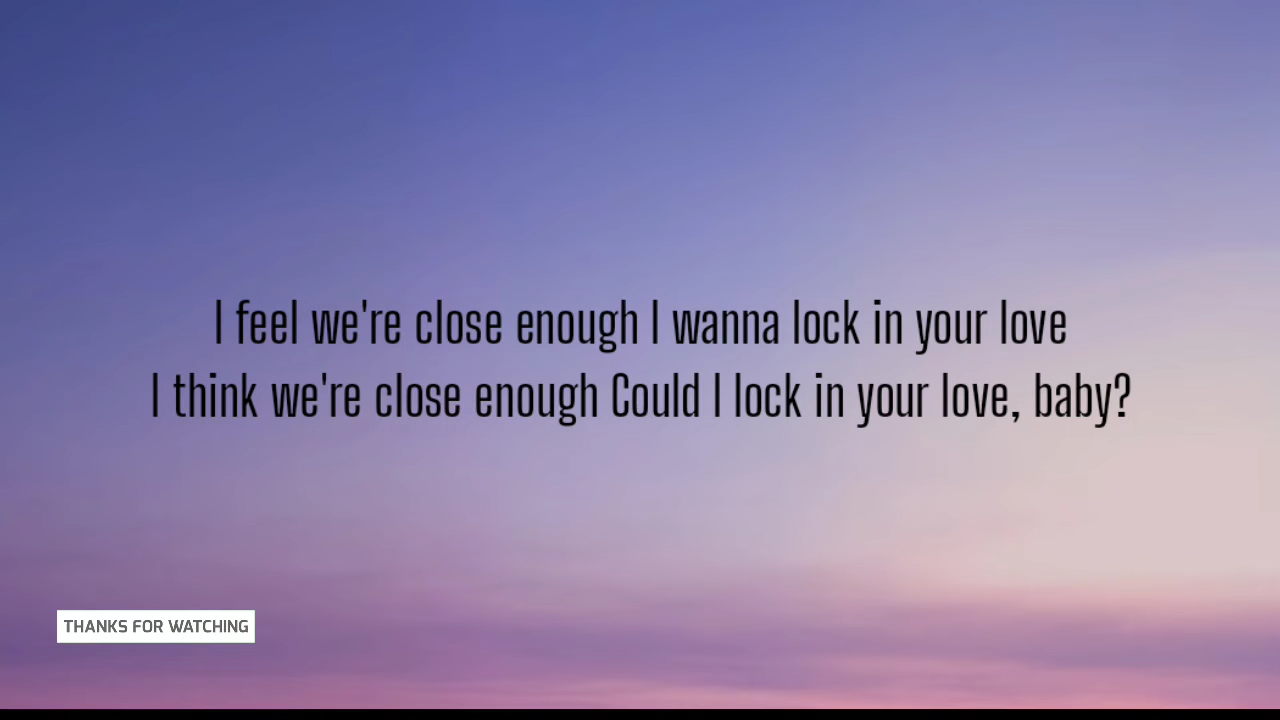 I feel we're close enough I wanna lock in your love
I think we're close enough Could I lock in your love, baby?
THANKS FOR WATCHING